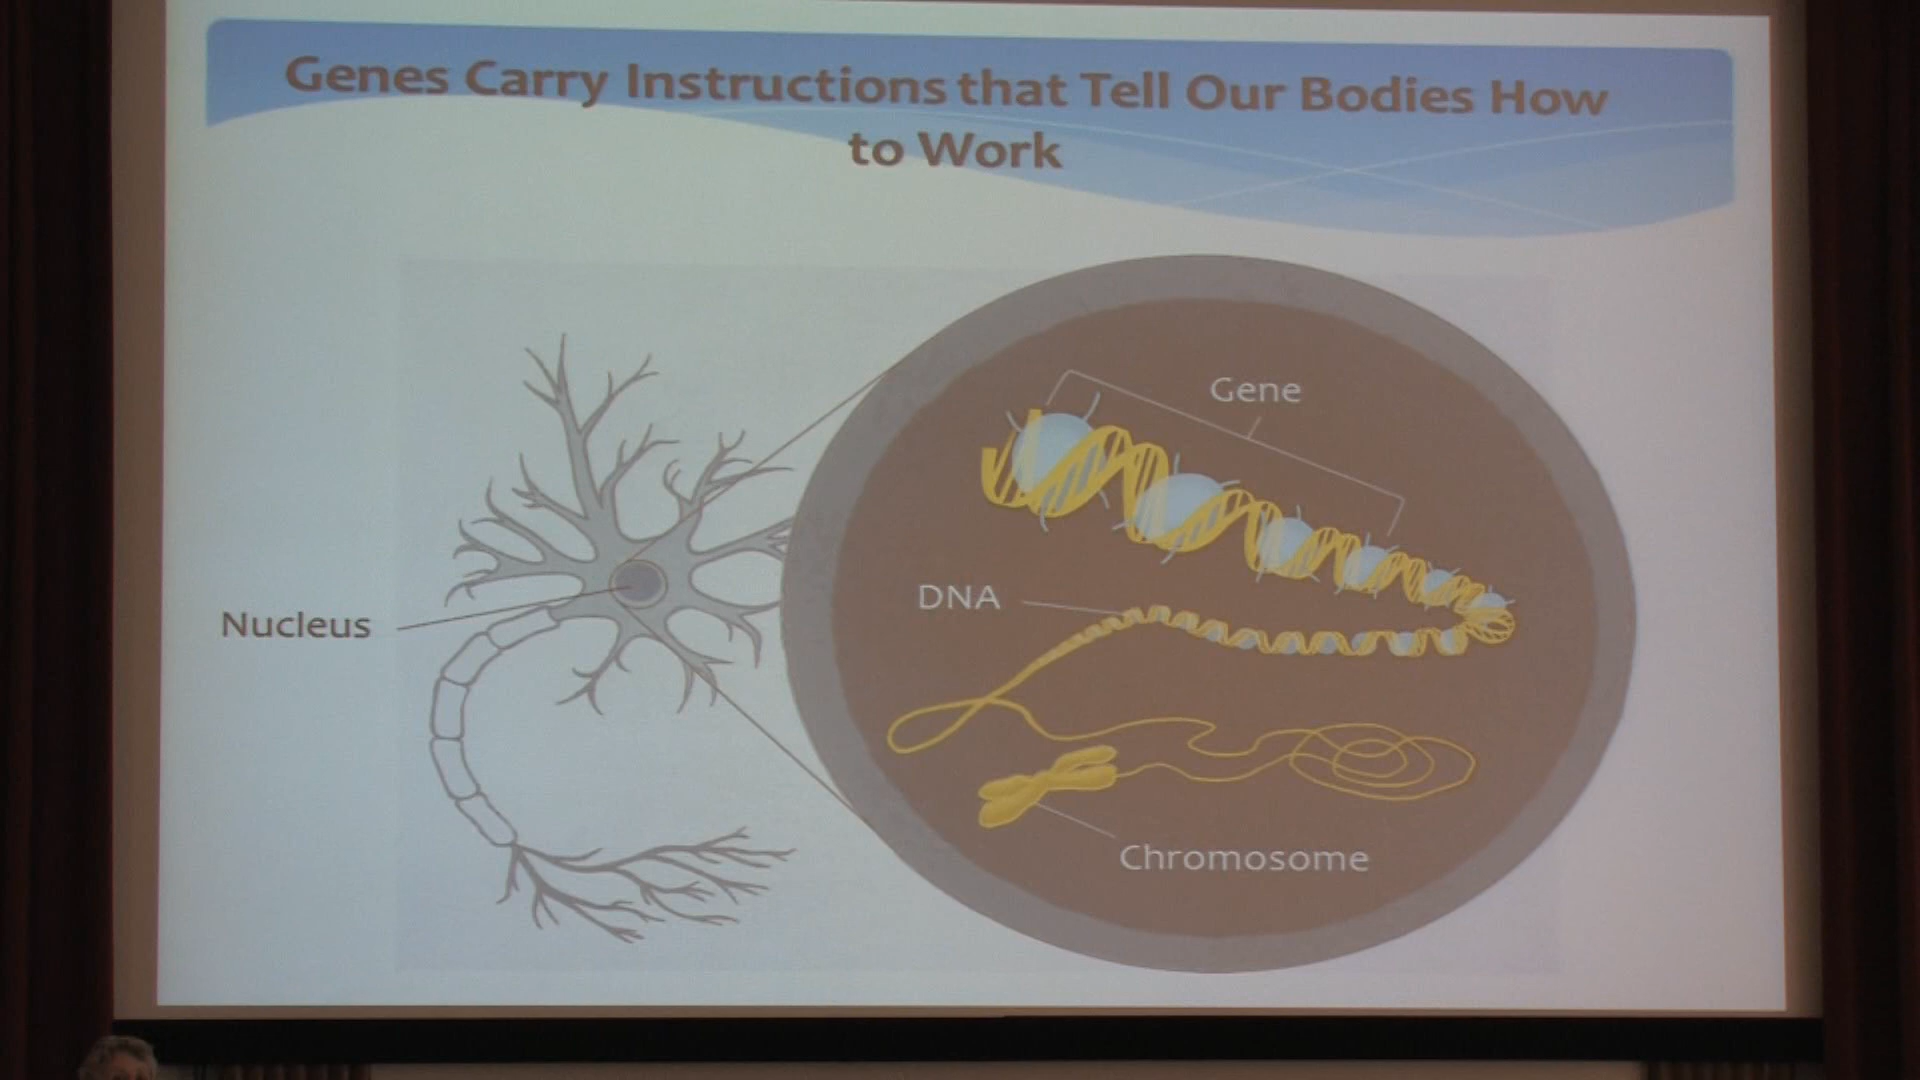 Genes Carry Instructions that Tell Our Bodies How
to Work
Gene
DNA
Nucleus
Chromosome